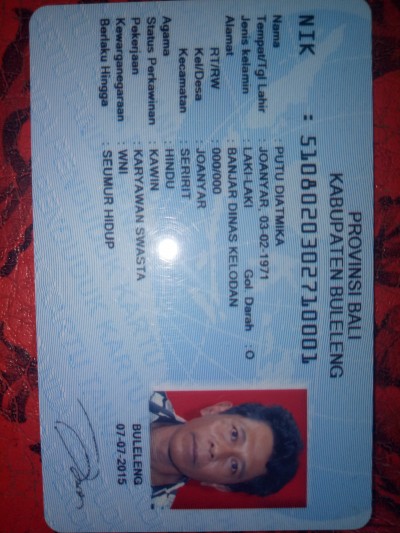 PROVINSI BALI
KABUPATEN BULELENG
NIK : 5108020302710001
Nama : PUTU DIATMIKA
Tempat/Tgl Lahir : JOANYAR, 03-02-1971
Jenis kelamin : LAKI-LAKI Gol. Darah : O
Alamat : BANJAR DINAS KELODAN
RT/RW : 000/000
Kel/Desa : JOANYAR
Kecamatan : SERIRIT
Agama : HINDU
Status Perkawinan : KAWIN
Pekerjaan : KARYAWAN SWASTA
Kewarganegaraan : WNI
Berlaku Hingga : SEUMUR HIDUP
BULELENG
07-07-2015